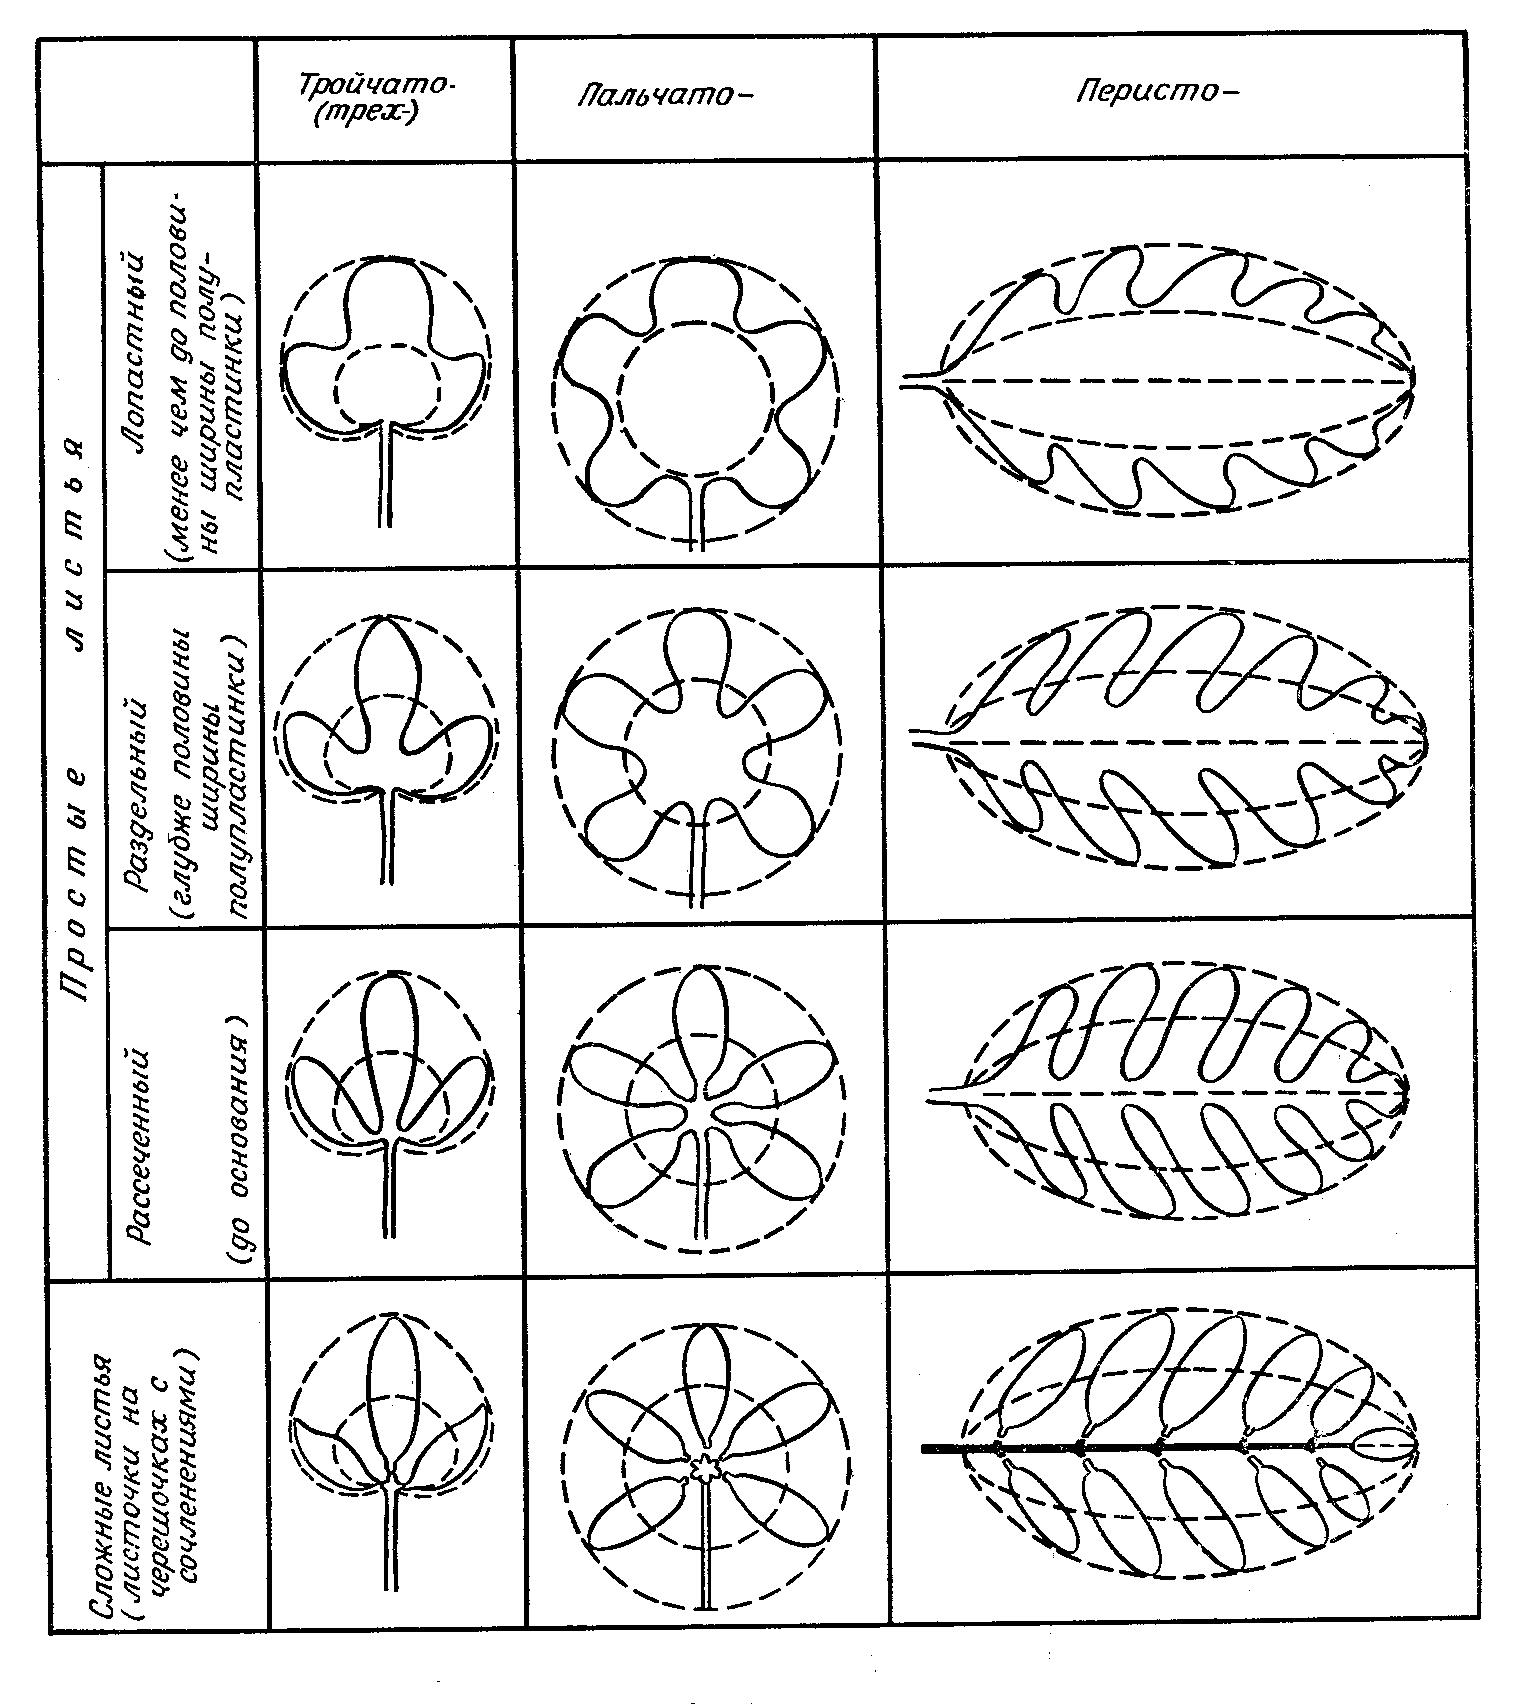 Тройчато-
(трех-)
Пальчато–
Перисто–
Простые листья
Лопастный
(менее чем до полови-
ны ширины полу-
пластинки)
Раздельный
(глубже половины
ширины
полупластинки)
Рассеченный
(до основания)
Сложные листья
(листочки на
черешочках с
сочленениями)